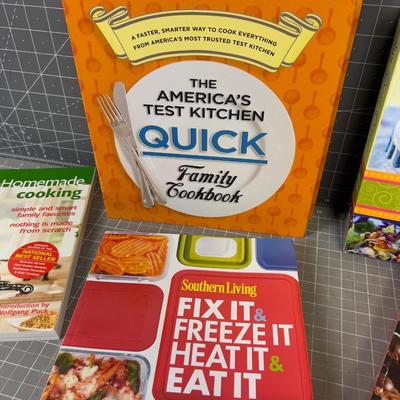 A FASTER, SMARTER WAY TO COOK EVERYTHING
FROM AMERICA'S MOST TRUSTED TEST KITCHEN
THE
AMERICA'S
TEST KITCHEN
QUICK
Family
Cookbook
Homemade
cooking
simple and smart
family favorites
nothing is made
from scratch
NATIONAL
BEST SELLER
Introduction by
Wolfgang Puck
Southern Living
FIX IT &
FREEZE IT
HEAT IT &
EAT IT